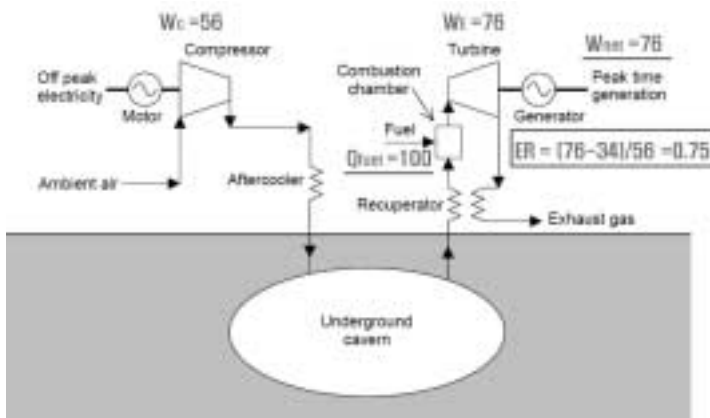 Wc =56
Compressor
Off peak
electricity
Motor
Ambient air
Aftercooler
Wt =76
Turbine
Combustion
chamber
Fuel
Qfuel =100
Recuperator
Wnet =76
Peak time
generation
Generator
ER = (76-34)/56 =0.75
Exhaust gas
Underground
cavern